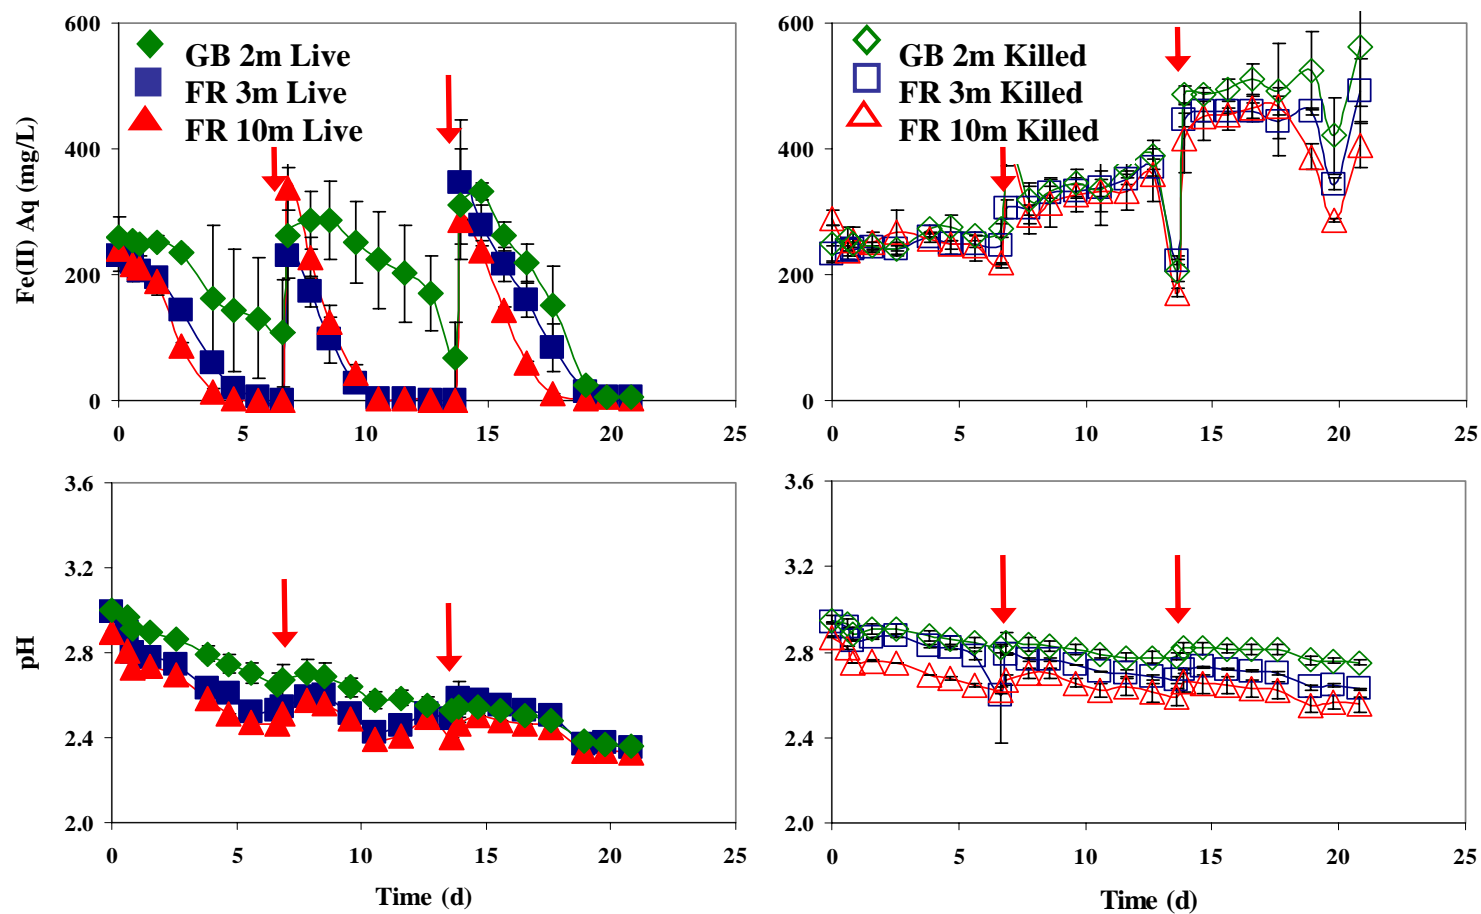 600
400
200
0
Fe(II) Aq (mg/L)
GB 2m Live
FR 3m Live
FR 10m Live
0 5 10 15 20 25
600
400
200
0
GB 2m Killed
FR 3m Killed
FR 10m Killed
0 5 10 15 20 25
3.6
3.2
2.8
2.4
2.0
pH
0 5 10 15 20 25
Time (d)
3.6
3.2
2.8
2.4
2.0
0 5 10 15 20 25
Time (d)